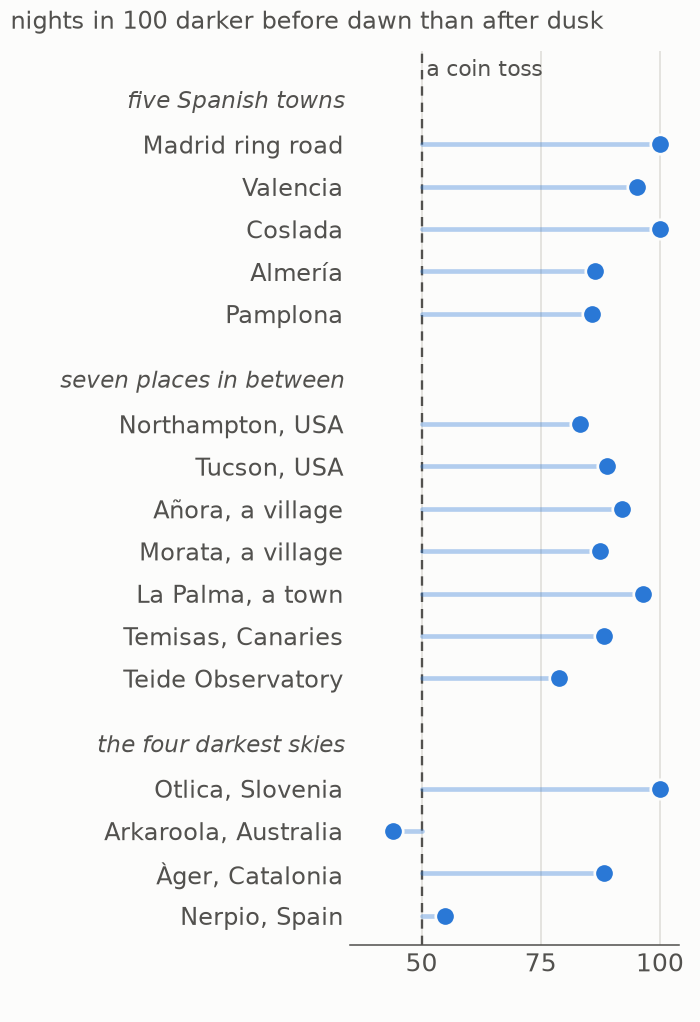 nights in 100 darker before dawn than after dusk
a coin toss
five Spanish towns
Madrid ring road
Valencia
Coslada
Almería
Pamplona
seven places in between
Northampton, USA
Tucson, USA
Añora, a village
Morata, a village
La Palma, a town
Temisas, Canaries
Teide Observatory
the four darkest skies
Otlica, Slovenia
Arkaroola, Australia
Àger, Catalonia
Nerpio, Spain
50 75 100